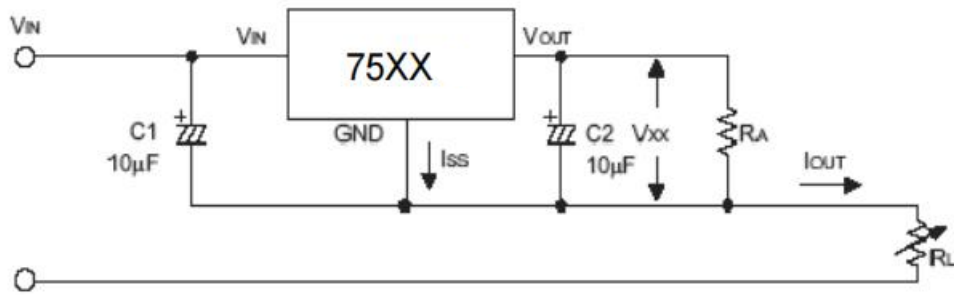 VIN
VIN
75XX
VOUT
GND
C1
10µF
ISS
C2
10µF
VXX
RA
IOUT
RL